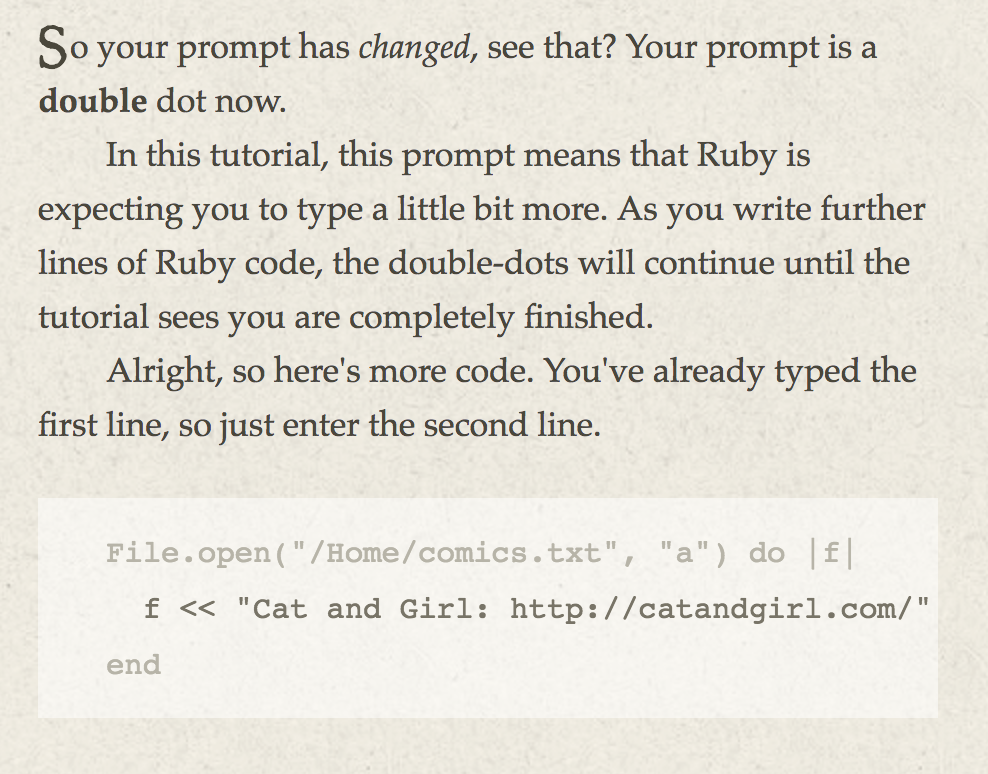 So your prompt has changed, see that? Your prompt is a
double dot now.
In this tutorial, this prompt means that Ruby is
expecting you to type a little bit more. As you write further
lines of Ruby code, the double-dots will continue until the
tutorial sees you are completely finished.
Alright, so here's more code. You've already typed the
first line, so just enter the second line.
File.open("/Home/comics.txt", "a") do |f|
  f << "Cat and Girl: http://catandgirl.com/"
end